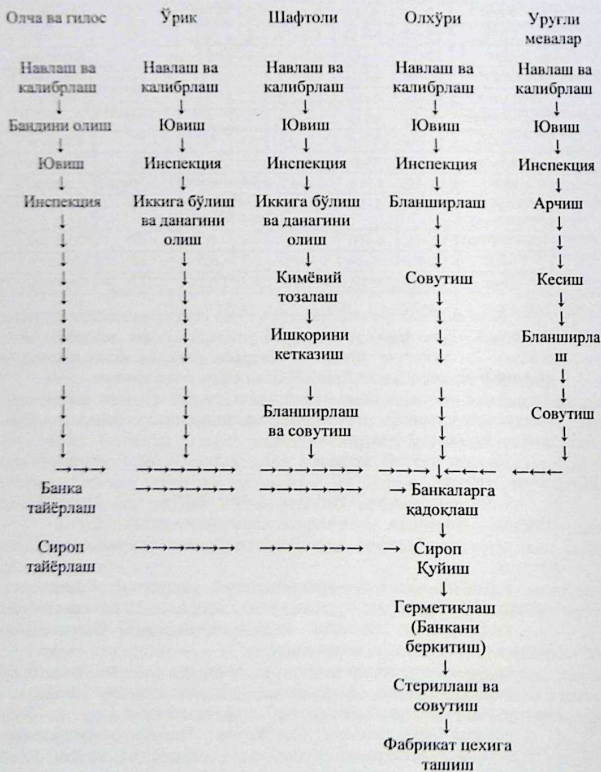 Олча ва гилос Ўрик Шафтоли Олхўри Уруғли
мевалар
Навлаш ва Навлаш ва Навлаш ва Навлаш ва Навлаш ва
калибрлаш калибрлаш калибрлаш калибрлаш калибрлаш
↓ ↓ ↓ ↓ ↓
Бандини олиш Ювиш Ювиш Ювиш Ювиш
↓ ↓ ↓ ↓ ↓
Ювиш Инспекция Инспекция Инспекция Инспекция
↓ ↓ ↓ ↓ ↓
Инспекция Иккига бўлиш Иккига бўлиш Бланширлаш Арчиш
ва данагини ва данагини
олиш олиш
Кимёвий Совутиш Кесиш
тозалаш
Ишқорини Бланширла
кетказиш ш
Бланширлаш Совутиш
ва совутиш
Банка →→→→→→→ →→→→→→→ → Банкаларга
тайёрлаш қадоқлаш
Сироп →→→→→→→ →→→→→→→ → Сироп
тайёрлаш Қуйиш
↓
Герметиклаш
(Банкани
беркитиш)
↓
Стериллаш ва
совутиш
↓
Фабрикат цехига
ташиш